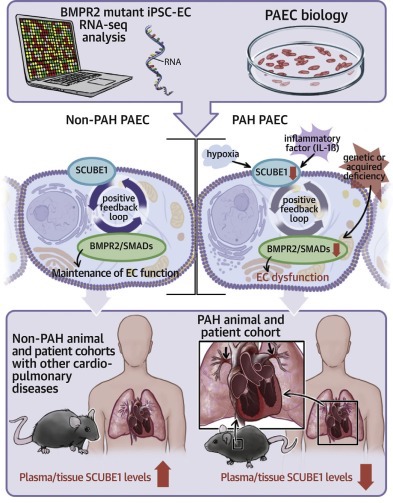 BMPR2 mutant iPSC-EC
RNA-seq
analysis
RNA
PAEC biology
Non-PAH PAEC
PAH PAEC
SCUBE1
positive
feedback
loop
BMPR2/SMADs
Maintenance of EC function
hypoxia
inflammatory
factor (IL-1β)
genetic or
acquired
deficiency
SCUBE1
positive
feedback
loop
BMPR2/SMADs
EC dysfunction
Non-PAH animal
and patient cohorts
with other cardio-
pulmonary
diseases
Plasma/tissue SCUBE1 levels
PAH animal and
patient cohort
Plasma/tissue SCUBE1 levels